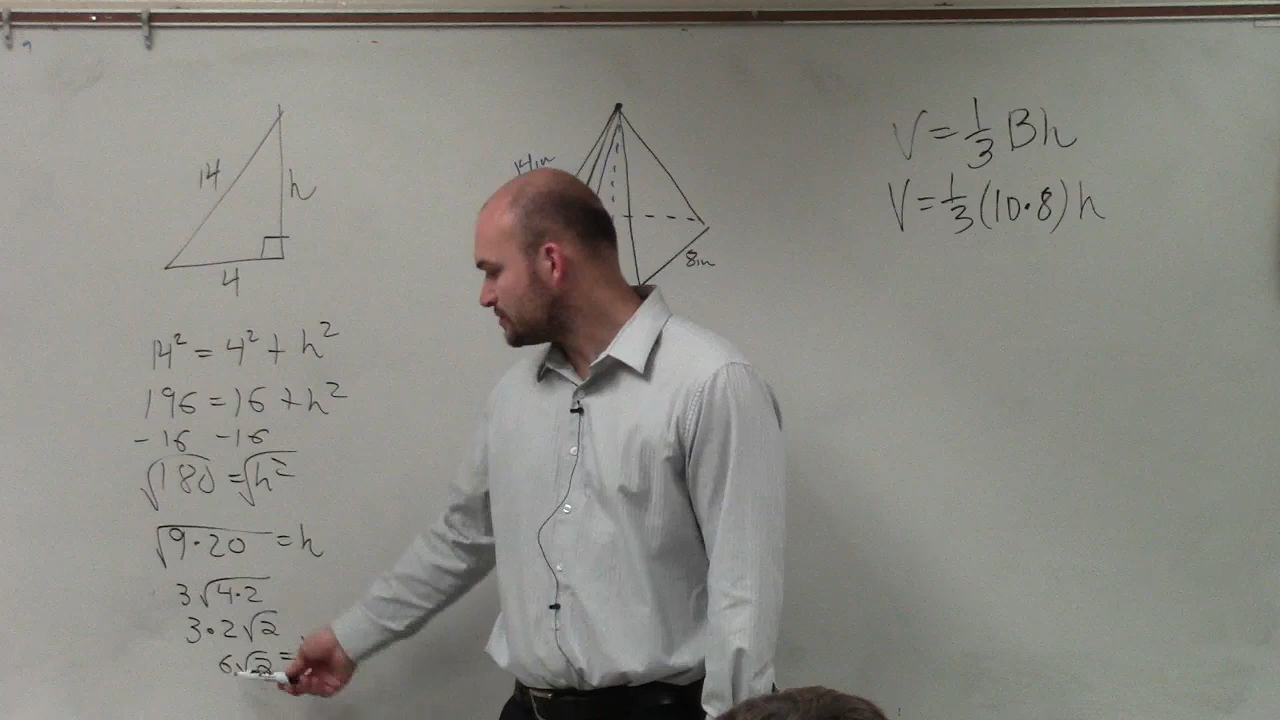 14
h
4
14² = 4² + h²
196 = 16 + h²
-16 -16
√180 = √h²
√9·20 = h
3√4·2
3·2√2
6√2 =
14in
8in
V = 1/3 Bh
V = 1/3 (10·8) h